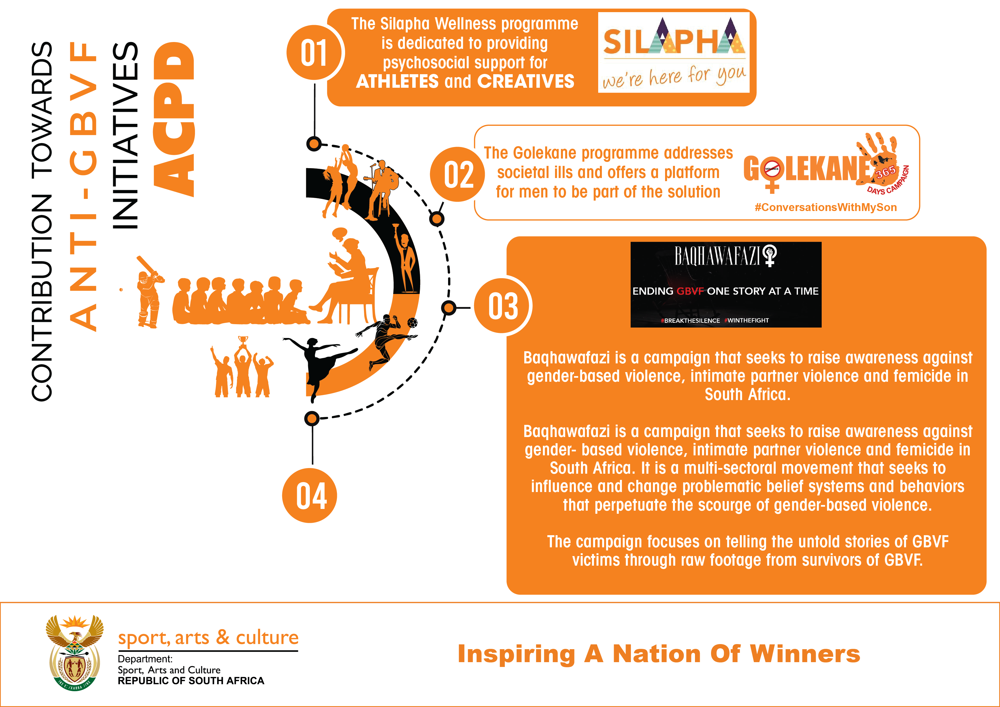 CONTRIBUTION TOWARDS
ANTI-GBVF
INITIATIVES
ACPD
01
The Silapha Wellness programme
is dedicated to providing
psychosocial support for
ATHLETES and CREATIVES
SILAPHA
we're here for you
02
The Golekane programme addresses
societal ills and offers a platform
for men to be part of the solution
GOLEKANE
VIOLENCE
365
DAYS CAMPAIGN
#ConversationsWithMySon
03
BAQHAWAFAZI
ENDING GBVF ONE STORY AT A TIME
#BREAKTHESILENCE #WINTHEFIGHT
Baqhawafazi is a campaign that seeks to raise awareness against
gender-based violence, intimate partner violence and femicide in
South Africa.
Baqhawafazi is a campaign that seeks to raise awareness against
gender- based violence, intimate partner violence and femicide in
South Africa. It is a multi-sectoral movement that seeks to
influence and change problematic belief systems and behaviors
that perpetuate the scourge of gender-based violence.
The campaign focuses on telling the untold stories of GBVF
victims through raw footage from survivors of GBVF.
04
!KE E: /XARRA //KE
sport, arts & culture
Department:
Sport, Arts and Culture
REPUBLIC OF SOUTH AFRICA
Inspiring A Nation Of Winners